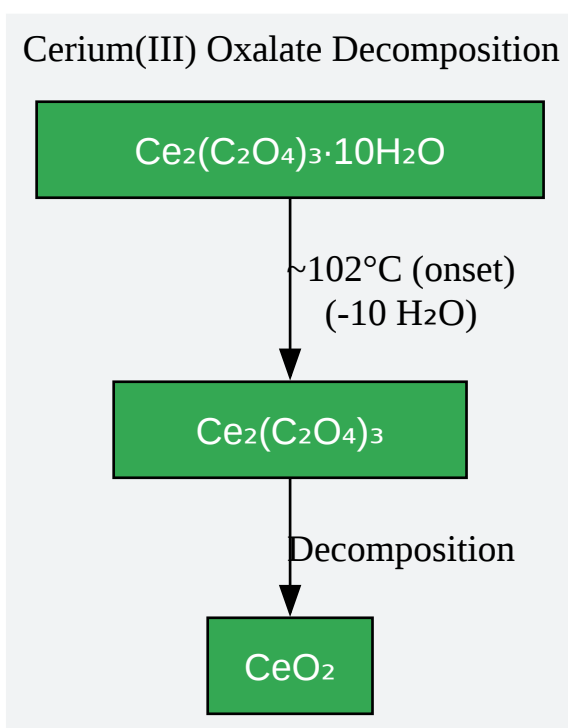 Cerium(III) Oxalate Decomposition
Ce₂(C₂O₄)₃·10H₂O
~102°C (onset)
(-10 H₂O)
Ce₂(C₂O₄)₃
Decomposition
CeO₂